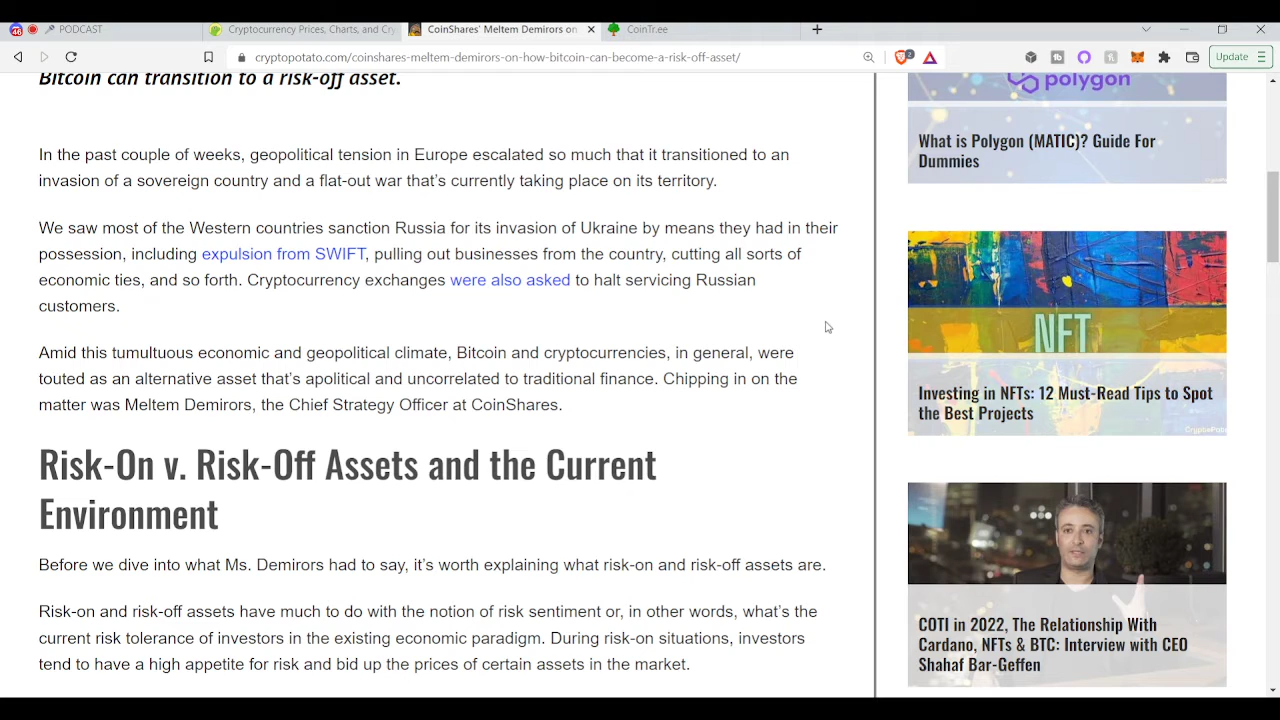 46
PODCAST
Cryptocurrency Prices, Charts, and Cry
CoinShares' Meltem Demirors on
CoinTr.ee
cryptopotato.com/coinshares-meltem-demirors-on-how-bitcoin-can-become-a-risk-off-asset/
2
Update
Bitcoin can transition to a risk-off asset.
In the past couple of weeks, geopolitical tension in Europe escalated so much that it transitioned to an
invasion of a sovereign country and a flat-out war that's currently taking place on its territory.
We saw most of the Western countries sanction Russia for its invasion of Ukraine by means they had in their
possession, including expulsion from SWIFT, pulling out businesses from the country, cutting all sorts of
economic ties, and so forth. Cryptocurrency exchanges were also asked to halt servicing Russian
customers.
Amid this tumultuous economic and geopolitical climate, Bitcoin and cryptocurrencies, in general, were
touted as an alternative asset that's apolitical and uncorrelated to traditional finance. Chipping in on the
matter was Meltem Demirors, the Chief Strategy Officer at CoinShares.
Risk-On v. Risk-Off Assets and the Current
Environment
Before we dive into what Ms. Demirors had to say, it's worth explaining what risk-on and risk-off assets are.
Risk-on and risk-off assets have much to do with the notion of risk sentiment or, in other words, what's the
current risk tolerance of investors in the existing economic paradigm. During risk-on situations, investors
tend to have a high appetite for risk and bid up the prices of certain assets in the market.
polygon
What is Polygon (MATIC)? Guide For
Dummies
NFT
Investing in NFTs: 12 Must-Read Tips to Spot
the Best Projects
COTI in 2022, The Relationship With
Cardano, NFTs & BTC: Interview with CEO
Shahaf Bar-Geffen